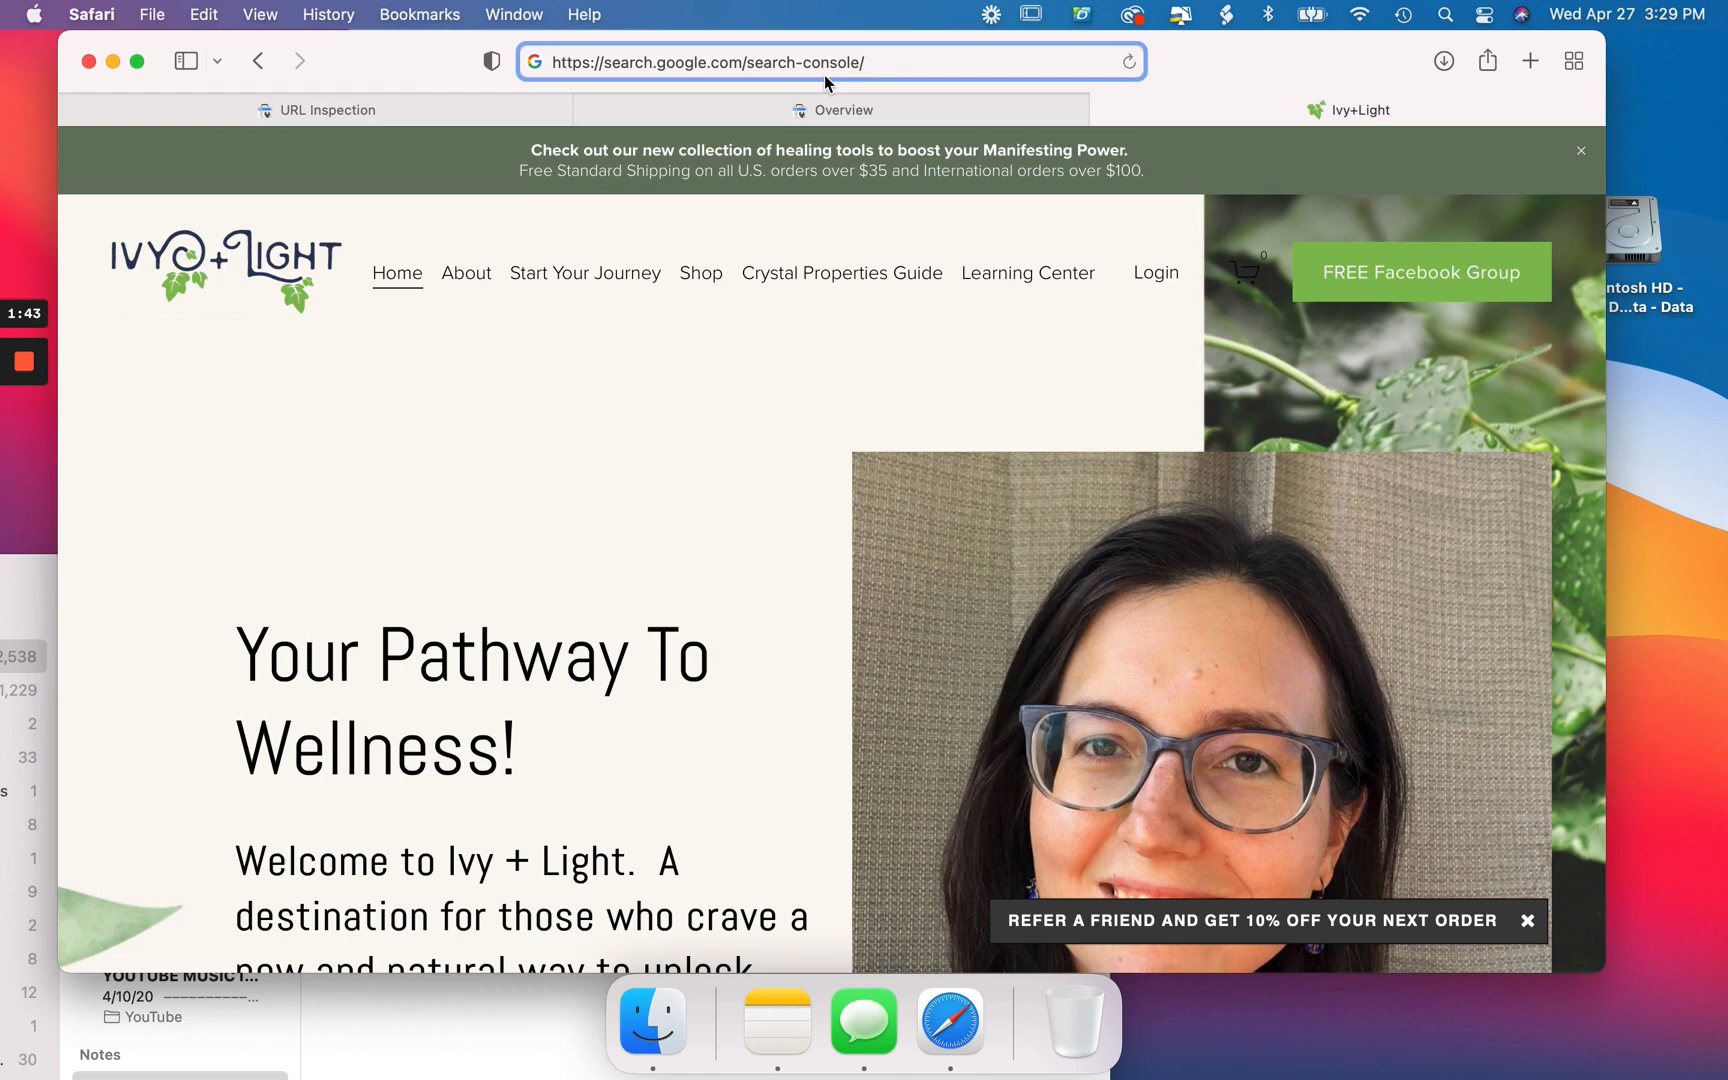 Safari File Edit View History Bookmarks Window Help Wed Apr 27 3:29 PM
https://search.google.com/search-console/
URL Inspection Overview Ivy+Light
Check out our new collection of healing tools to boost your Manifesting Power.
Free Standard Shipping on all U.S. orders over $35 and International orders over $100.
IVY+LIGHT
Home About Start Your Journey Shop Crystal Properties Guide Learning Center Login 0 FREE Facebook Group
ntosh HD -
D...ta - Data
1:43
Your Pathway To
Wellness!
Welcome to Ivy + Light. A
destination for those who crave a
new and natural way to unlock
REFER A FRIEND AND GET 10% OFF YOUR NEXT ORDER
2,538
1,229
2
33
s 1
8
1
9
2
8
12
1
30
4/10/20 ----------...
YouTube
Notes